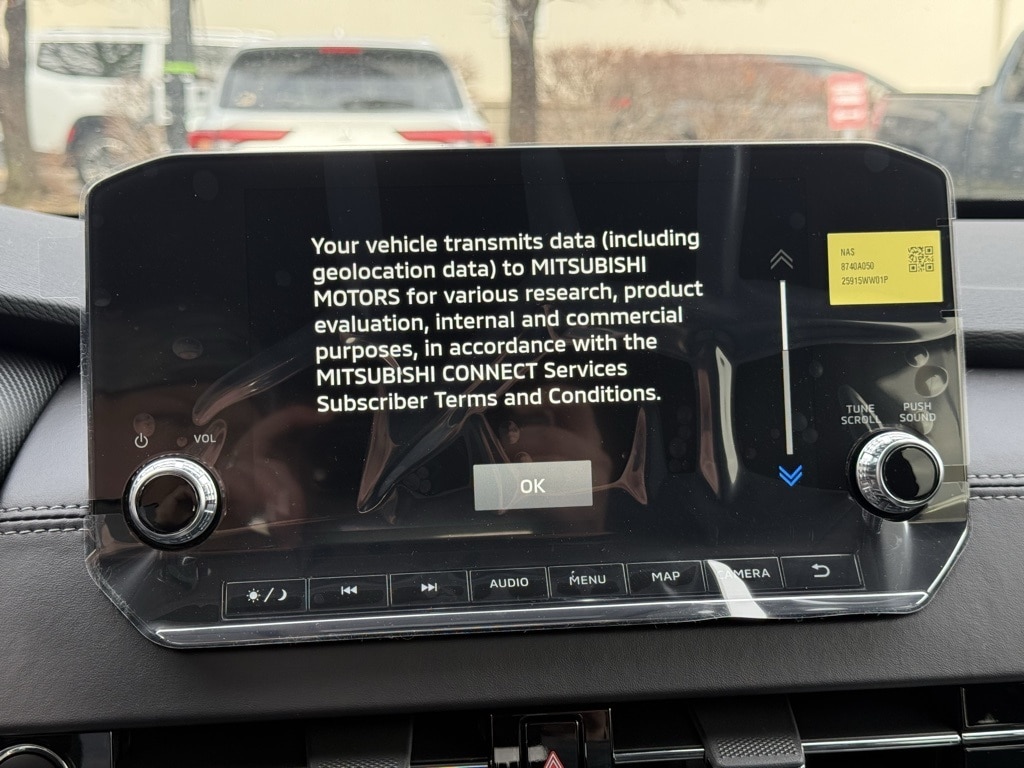 Your vehicle transmits data (including
geolocation data) to MITSUBISHI
MOTORS for various research, product
evaluation, internal and commercial
purposes, in accordance with the
MITSUBISHI CONNECT Services
Subscriber Terms and Conditions.
OK
NAS
8740A050
25915WW01P
VOL
TUNE
SCROLL
PUSH
SOUND
AUDIO
MENU
MAP
CAMERA